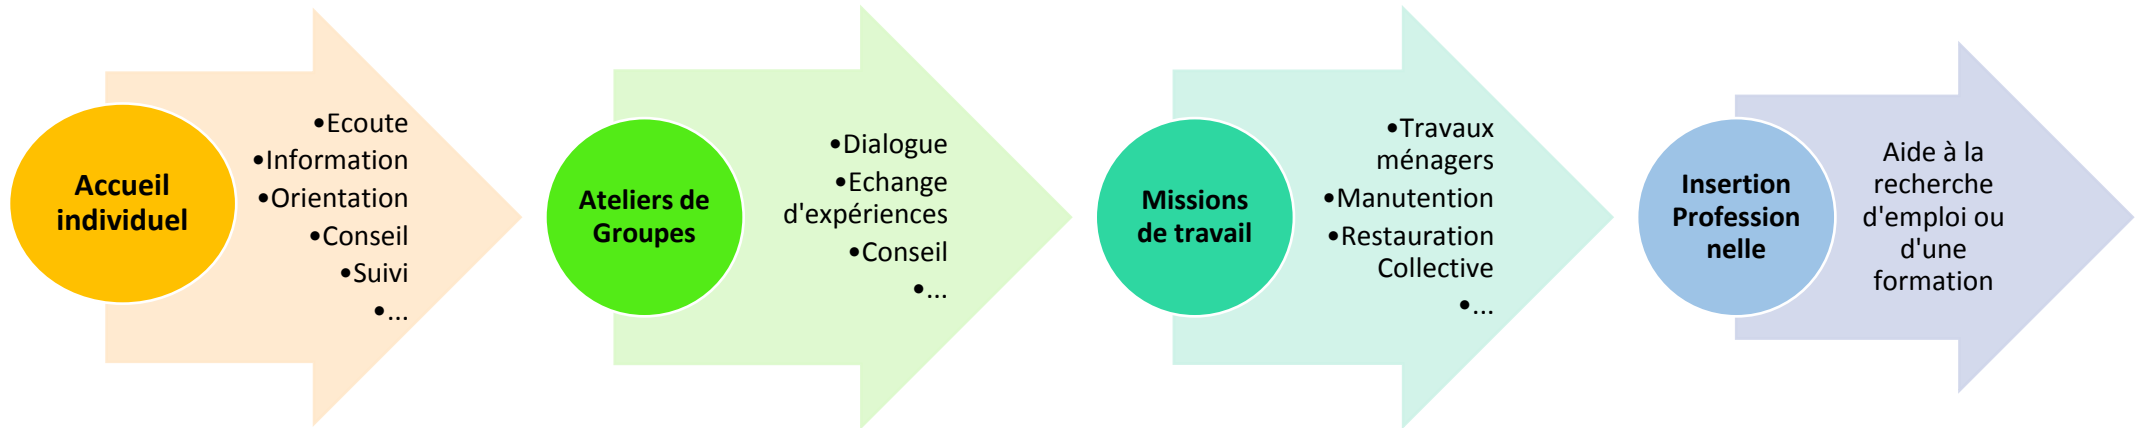 Accueil
individuel
•Ecoute
•Information
•Orientation
•Conseil
•Suivi
•...
Ateliers de
Groupes
•Dialogue
•Echange
d'expériences
•Conseil
•...
Missions
de travail
•Travaux
ménagers
•Manutention
•Restauration
Collective
•...
Insertion
Profession
nelle
Aide à la
recherche
d'emploi ou
d'une
formation